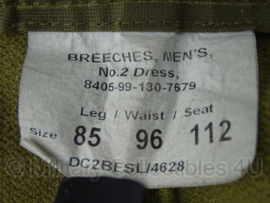 BREECHES, MEN'S,
No.2 Dress,
8405-99-130-7679
Leg / Waist / Seat
Size 85 96 112
DC2BESL/4628